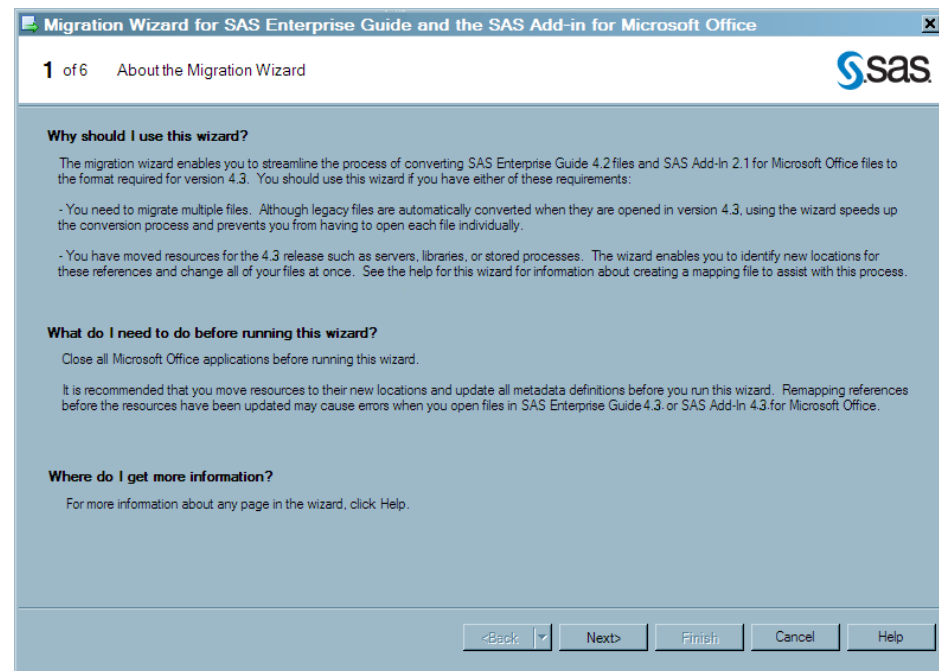 Migration Wizard for SAS Enterprise Guide and the SAS Add-in for Microsoft Office
1 of 6 About the Migration Wizard
sas
Why should I use this wizard?
The migration wizard enables you to streamline the process of converting SAS Enterprise Guide 4.2 files and SAS Add-In 2.1 for Microsoft Office files to
the format required for version 4.3. You should use this wizard if you have either of these requirements:
- You need to migrate multiple files. Although legacy files are automatically converted when they are opened in version 4.3, using the wizard speeds up
the conversion process and prevents you from having to open each file individually.
- You have moved resources for the 4.3 release such as servers, libraries, or stored processes. The wizard enables you to identify new locations for
these references and change all of your files at once. See the help for this wizard for information about creating a mapping file to assist with this process.
What do I need to do before running this wizard?
Close all Microsoft Office applications before running this wizard.
It is recommended that you move resources to their new locations and update all metadata definitions before you run this wizard. Remapping references
before the resources have been updated may cause errors when you open files in SAS Enterprise Guide 4.3 or SAS Add-In 4.3 for Microsoft Office.
Where do I get more information?
For more information about any page in the wizard, click Help.
<Back Next> Finish Cancel Help